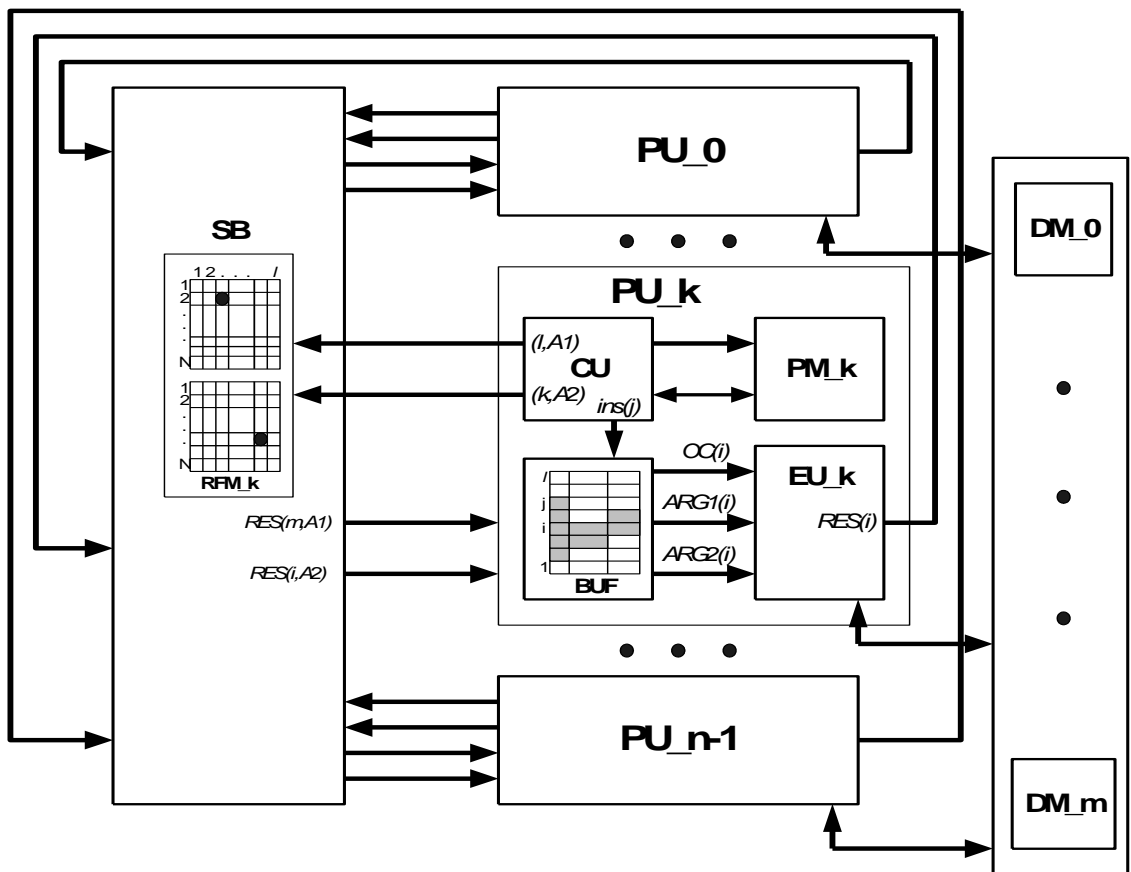 PU_0
SB
DM_0
1 2 . . . l
1
2
.
.
.
N
PU_k
(I,A1)
CU
(k,A2)
ins(j)
PM_k
1
2
.
.
.
N
RFM_k
RES(m,A1)
RES(i,A2)
l
j
i
1
BUF
OC(i)
ARG1(i)
ARG2(i)
EU_k
RES(i)
PU_n-1
DM_m